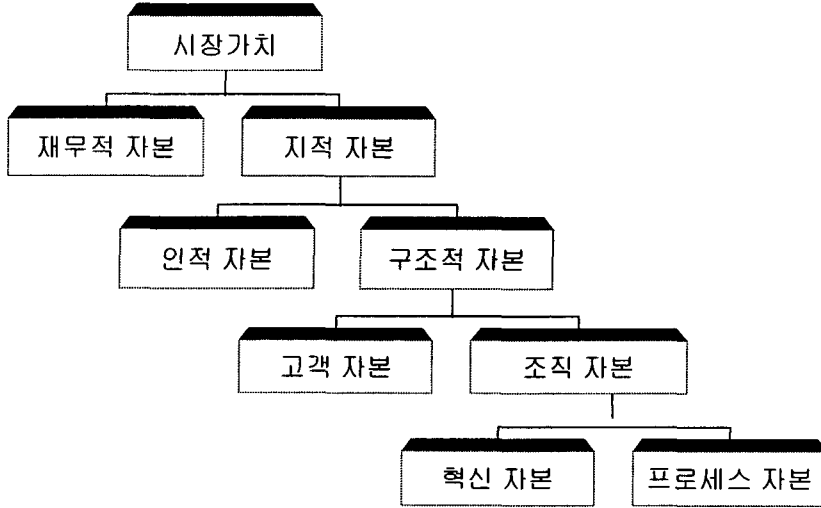 시장가치
재무적 자본
지적 자본
인적 자본
구조적 자본
고객 자본
조직 자본
혁신 자본
프로세스 자본